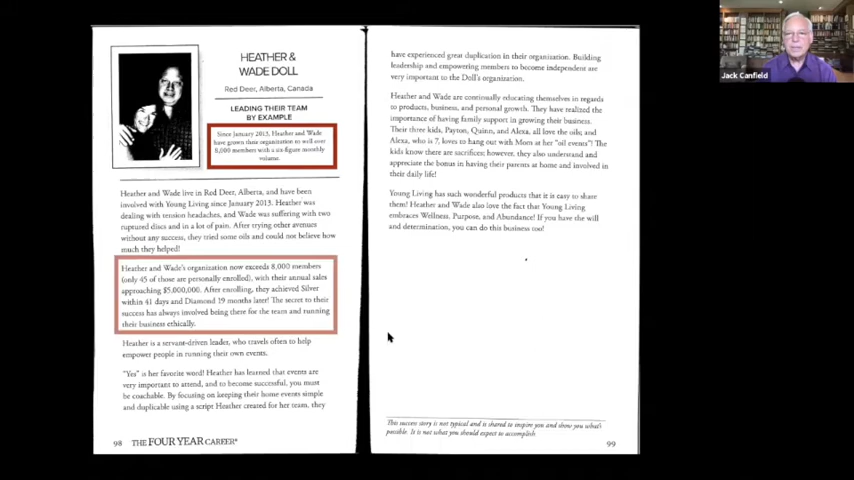 HEATHER &
WADE DOLL
Red Deer, Alberta, Canada
LEADING THEIR TEAM
BY EXAMPLE
Since January 2013, Heather and Wade
have grown their organization to well over
8,000 members with a six-figure monthly
volume.
Heather and Wade live in Red Deer, Alberta, and have been
involved with Young Living since January 2013. Heather was
dealing with tension headaches, and Wade was suffering with two
ruptured discs and in a lot of pain. After trying other avenues
without any success, they tried some oils and could not believe how
much they helped!
Heather and Wade's organization now exceeds 8,000 members
(only 45 of those are personally enrolled), with their annual sales
approaching $5,000,000. After enrolling, they achieved Silver
within 41 days and Diamond 19 months later! The secret to their
success has always involved being there for the team and running
their business ethically.
Heather is a servant-driven leader, who travels often to help
empower people in running their own events.
"Yes" is her favorite word! Heather has learned that events are
very important to attend, and to become successful, you must
be coachable. By focusing on keeping their home events simple
and duplicable using a script Heather created for her team, they
98 THE FOUR YEAR CAREER®
have experienced great duplication in their organization. Building
leadership and empowering members to become independent are
very important to the Doll's organization.
Heather and Wade are continually educating themselves in regards
to products, business, and personal growth. They have realized the
importance of having family support in growing their business.
Their three kids, Payton, Quinn, and Alexa, all love the oils; and
Alexa, who is 7, loves to hang out with Mom at her "oil events"! The
kids know there are sacrifices; however, they also understand and
appreciate the bonus in having their parents at home and involved in
their daily life!
Young Living has such wonderful products that it is easy to share
them! Heather and Wade also love the fact that Young Living
embraces Wellness, Purpose, and Abundance! If you have the will
and determination, you can do this business too!
This success story is not typical and is shared to inspire you and show you what's
possible. It is not what you should expect to accomplish.
99
Jack Canfield